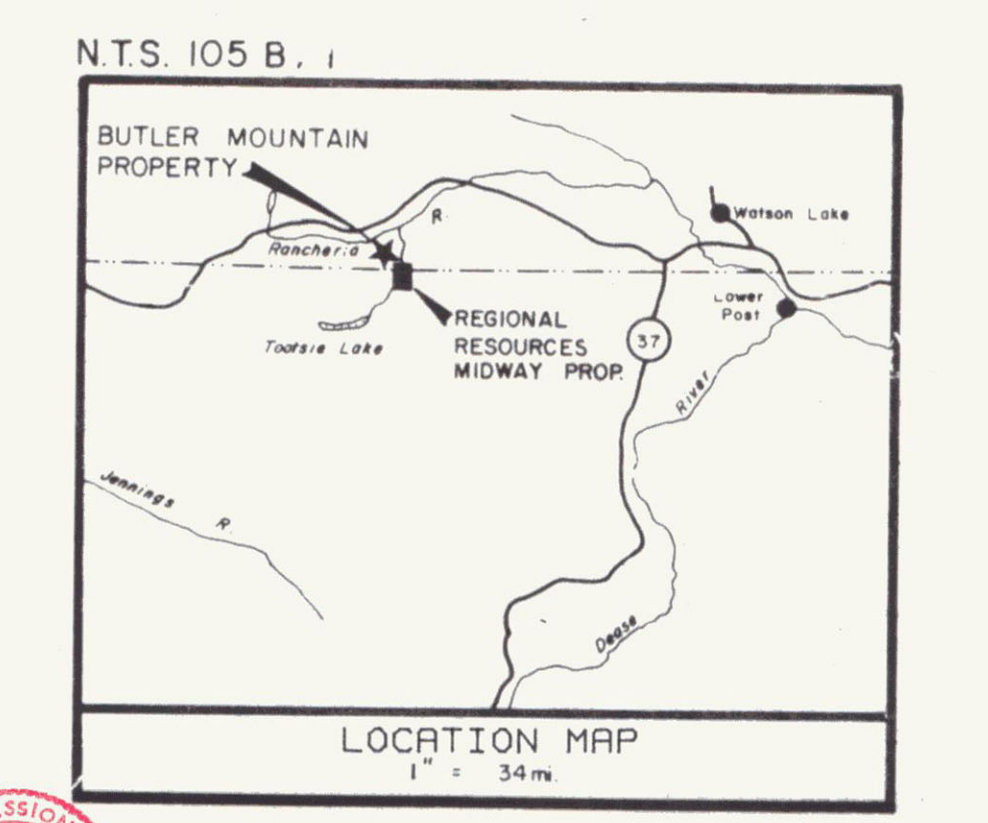 N.T.S. 105 B, 1
BUTLER MOUNTAIN
PROPERTY
R.
Watson Lake
Rancheria
Lower
Post
REGIONAL
RESOURCES
MIDWAY PROP.
Tootsie Lake
37
River
Jennings R.
Dease
LOCATION MAP
1" = 34 mi.